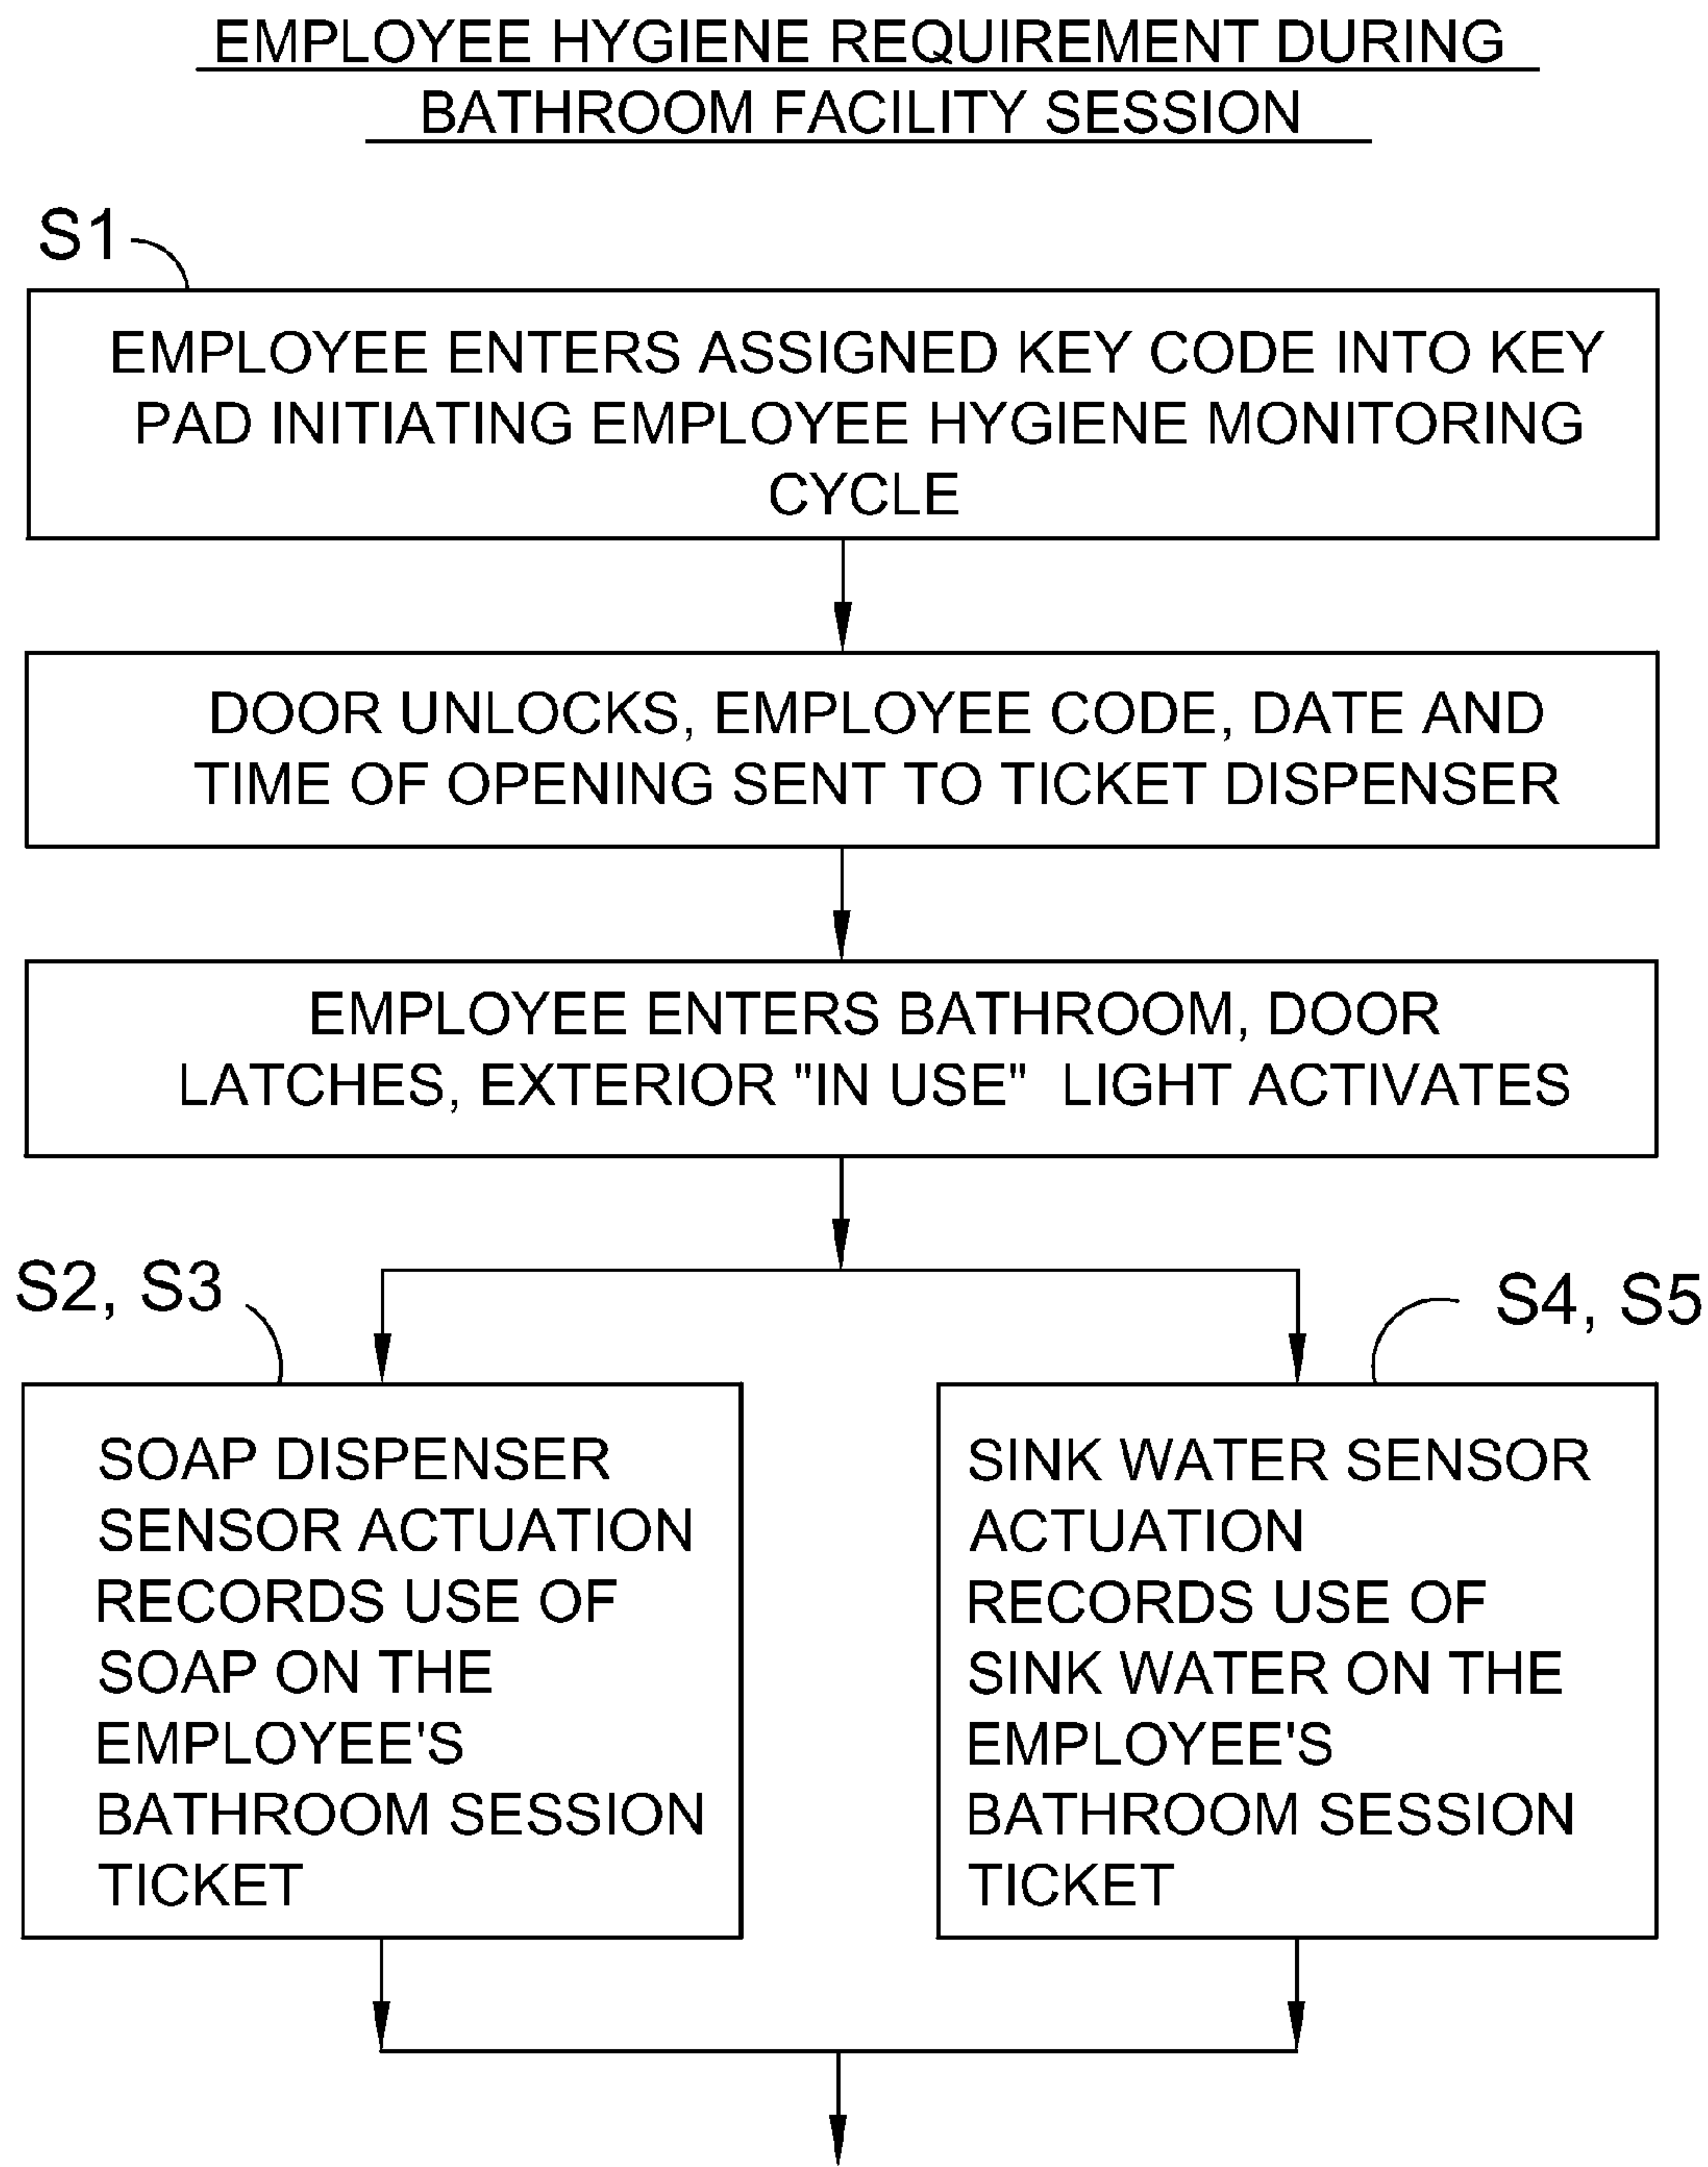 EMPLOYEE HYGIENE REQUIREMENT DURING
BATHROOM FACILITY SESSION
S1
EMPLOYEE ENTERS ASSIGNED KEY CODE INTO KEY
PAD INITIATING EMPLOYEE HYGIENE MONITORING
CYCLE
DOOR UNLOCKS, EMPLOYEE CODE, DATE AND
TIME OF OPENING SENT TO TICKET DISPENSER
EMPLOYEE ENTERS BATHROOM, DOOR
LATCHES, EXTERIOR "IN USE" LIGHT ACTIVATES
S2, S3
SOAP DISPENSER
SENSOR ACTUATION
RECORDS USE OF
SOAP ON THE
EMPLOYEE'S
BATHROOM SESSION
TICKET
S4, S5
SINK WATER SENSOR
ACTUATION
RECORDS USE OF
SINK WATER ON THE
EMPLOYEE'S
BATHROOM SESSION
TICKET